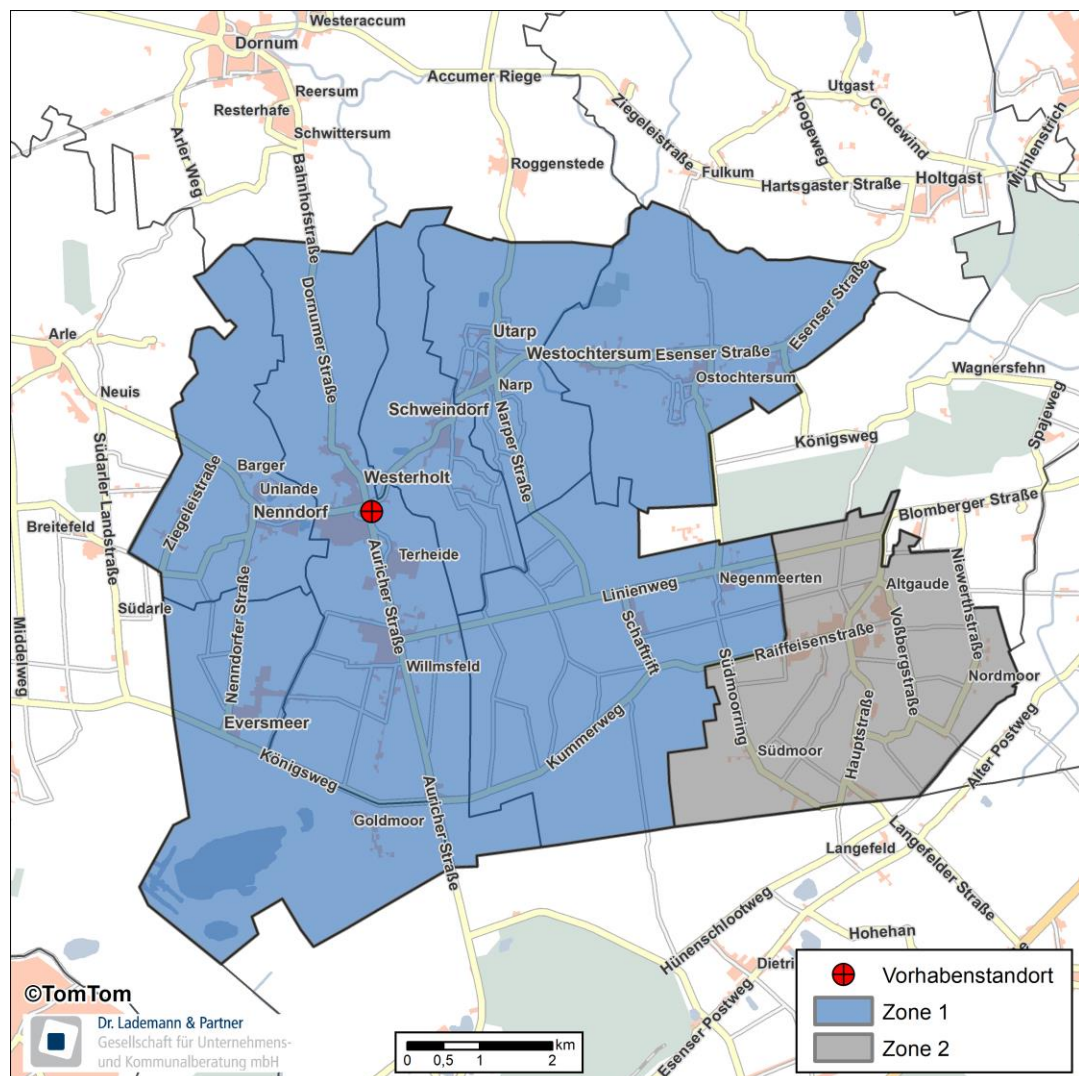 Westeraccum
Dornum
Accumer Riege
Reersum
Resterhafe
Schwittersum
Arler Weg
Bahnhofstraße
Roggenstede
Ziegeleistraße
Fulkum
Utgast
Hoogeweg
Coldewind
Mühlenstrich
Hartsgaster Straße
Holtgast
Dornumer Straße
Esenser Straße
Arle
Neuis
Utarp
Westochtersum
Esenser Straße
Ostochtersum
Narp
Wagnersfehn
Schweindorf
Narper Straße
Königsweg
Spajeweg
Südarler Landstraße
Ziegeleistraße
Barger
Unlande
Westerholt
Nenndorf
Breitefeld
Blomberger Straße
Terheide
Auricher Straße
Linienweg
Negenmeerten
Altgaude
Niewerthstraße
Südarle
Middelweg
Nenndorfer Straße
Schaftrift
Raiffeisenstraße
Voßbergstraße
Willmsfeld
Südmoorring
Nordmoor
Eversmeer
Königsweg
Kummerweg
Südmoor
Hauptstraße
Alter Postweg
Goldmoor
Auricher Straße
Langefeld
Langefelder Straße
Hünenschlootweg
Hohehan
Esenser Postweg
©TomTom
Dr. Lademann & Partner
Gesellschaft für Unternehmens-
und Kommunalberatung mbH
km
0 0,5 1 2
Vorhabenstandort
Zone 1
Zone 2